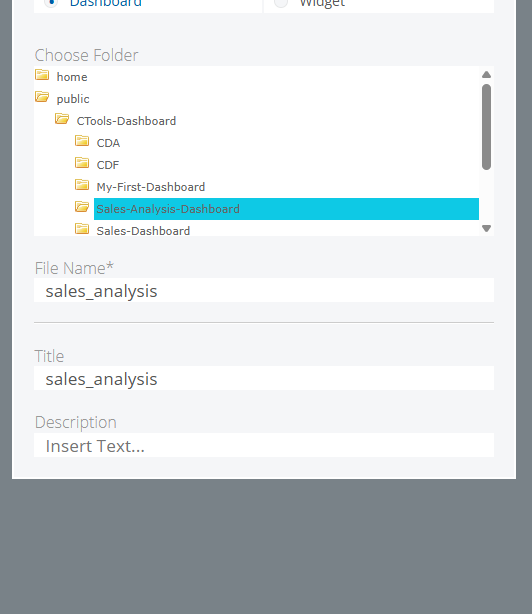 Dashboard Widget
Choose Folder
home
public
CTools-Dashboard
CDA
CDF
My-First-Dashboard
Sales-Analysis-Dashboard
Sales-Dashboard
File Name*
sales_analysis
Title
sales_analysis
Description
Insert Text...